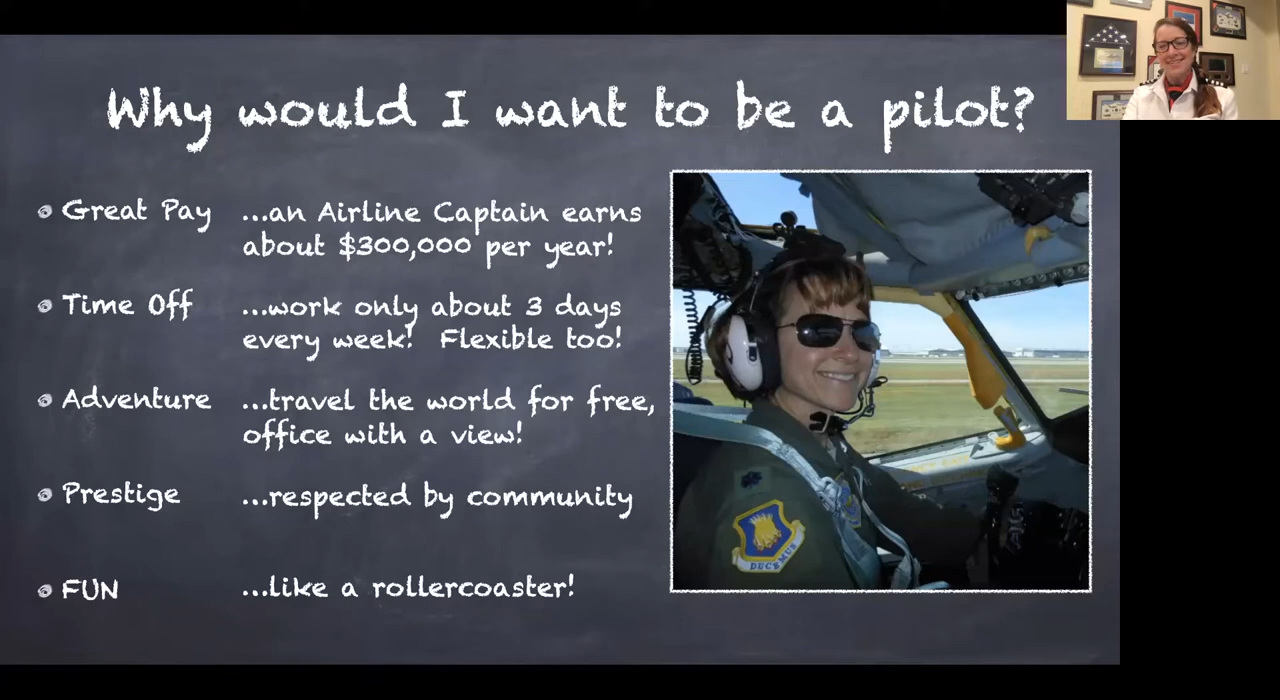 Why would I want to be a pilot?
Great Pay ...an Airline Captain earns
about $300,000 per year!
Time Off ...work only about 3 days
every week! Flexible too!
Adventure ...travel the world for free,
office with a view!
Prestige ...respected by community
FUN ...like a rollercoaster!
DUCEMUS